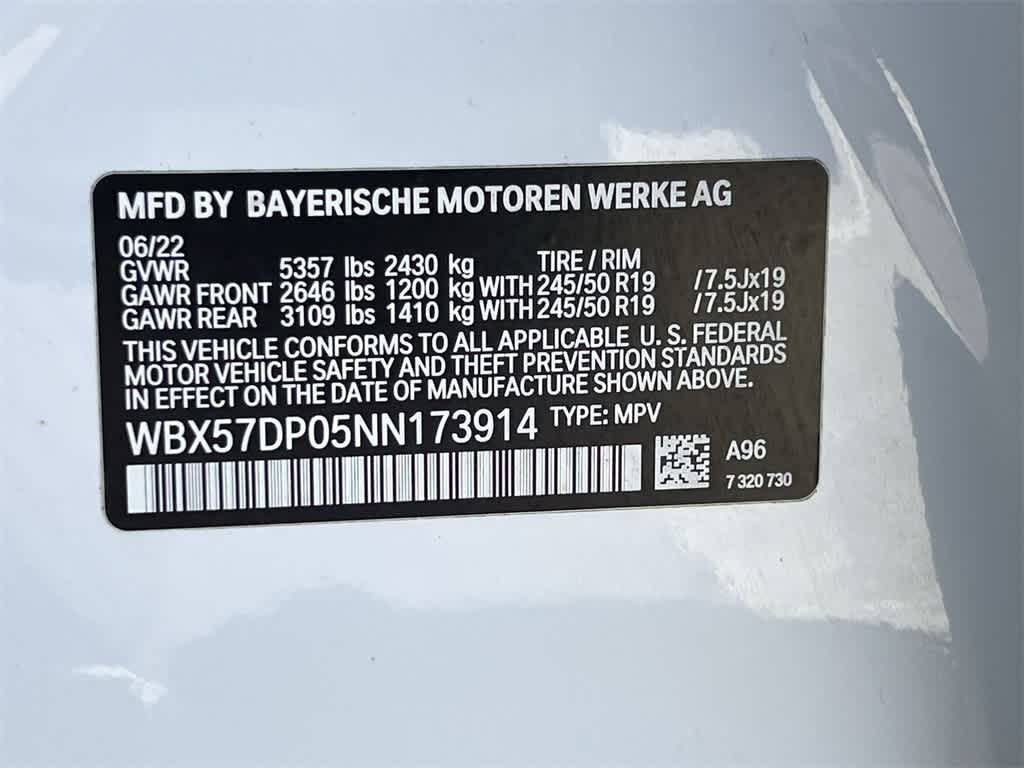 MFD BY BAYERISCHE MOTOREN WERKE AG
06/22
GVWR 5357 lbs 2430 kg TIRE / RIM
GAWR FRONT 2646 lbs 1200 kg WITH 245/50 R19 /7.5Jx19
GAWR REAR 3109 lbs 1410 kg WITH 245/50 R19 /7.5Jx19
THIS VEHICLE CONFORMS TO ALL APPLICABLE U. S. FEDERAL
MOTOR VEHICLE SAFETY AND THEFT PREVENTION STANDARDS
IN EFFECT ON THE DATE OF MANUFACTURE SHOWN ABOVE.
WBX57DP05NN173914 TYPE: MPV
A96
7 320 730